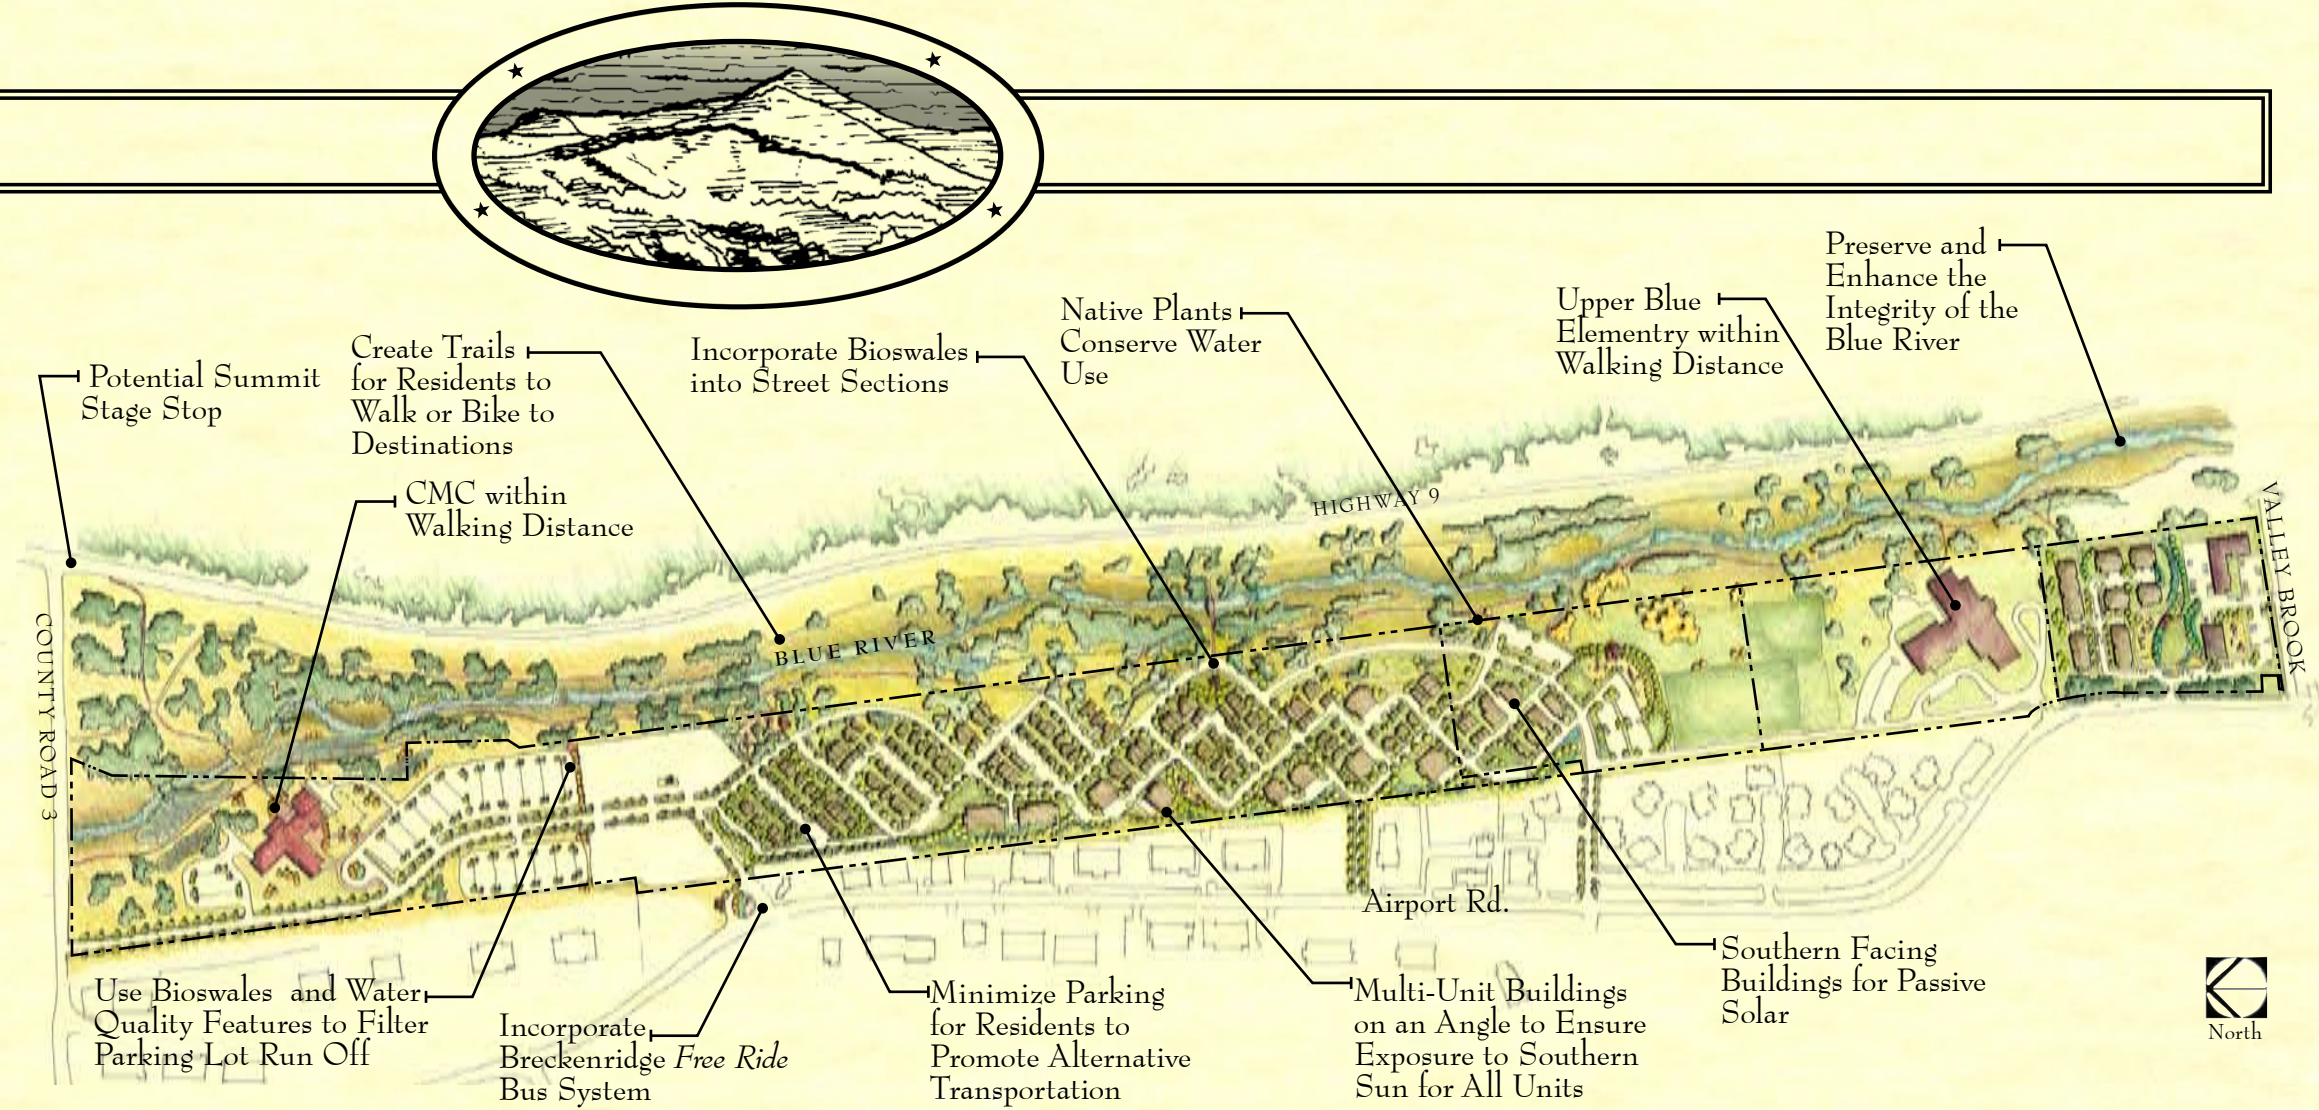 Preserve and
Enhance the
Integrity of the
Blue River
Upper Blue
Elementry within
Walking Distance
Native Plants
Conserve Water
Use
Incorporate Bioswales
into Street Sections
Create Trails
for Residents to
Walk or Bike to
Destinations
Potential Summit
Stage Stop
CMC within
Walking Distance
HIGHWAY 9
VALLEY BROOK
BLUE RIVER
COUNTY ROAD 3
Airport Rd.
Use Bioswales and Water
Quality Features to Filter
Parking Lot Run Off
Incorporate
Breckenridge Free Ride
Bus System
Minimize Parking
for Residents to
Promote Alternative
Transportation
Multi-Unit Buildings
on an Angle to Ensure
Exposure to Southern
Sun for All Units
Southern Facing
Buildings for Passive
Solar
North